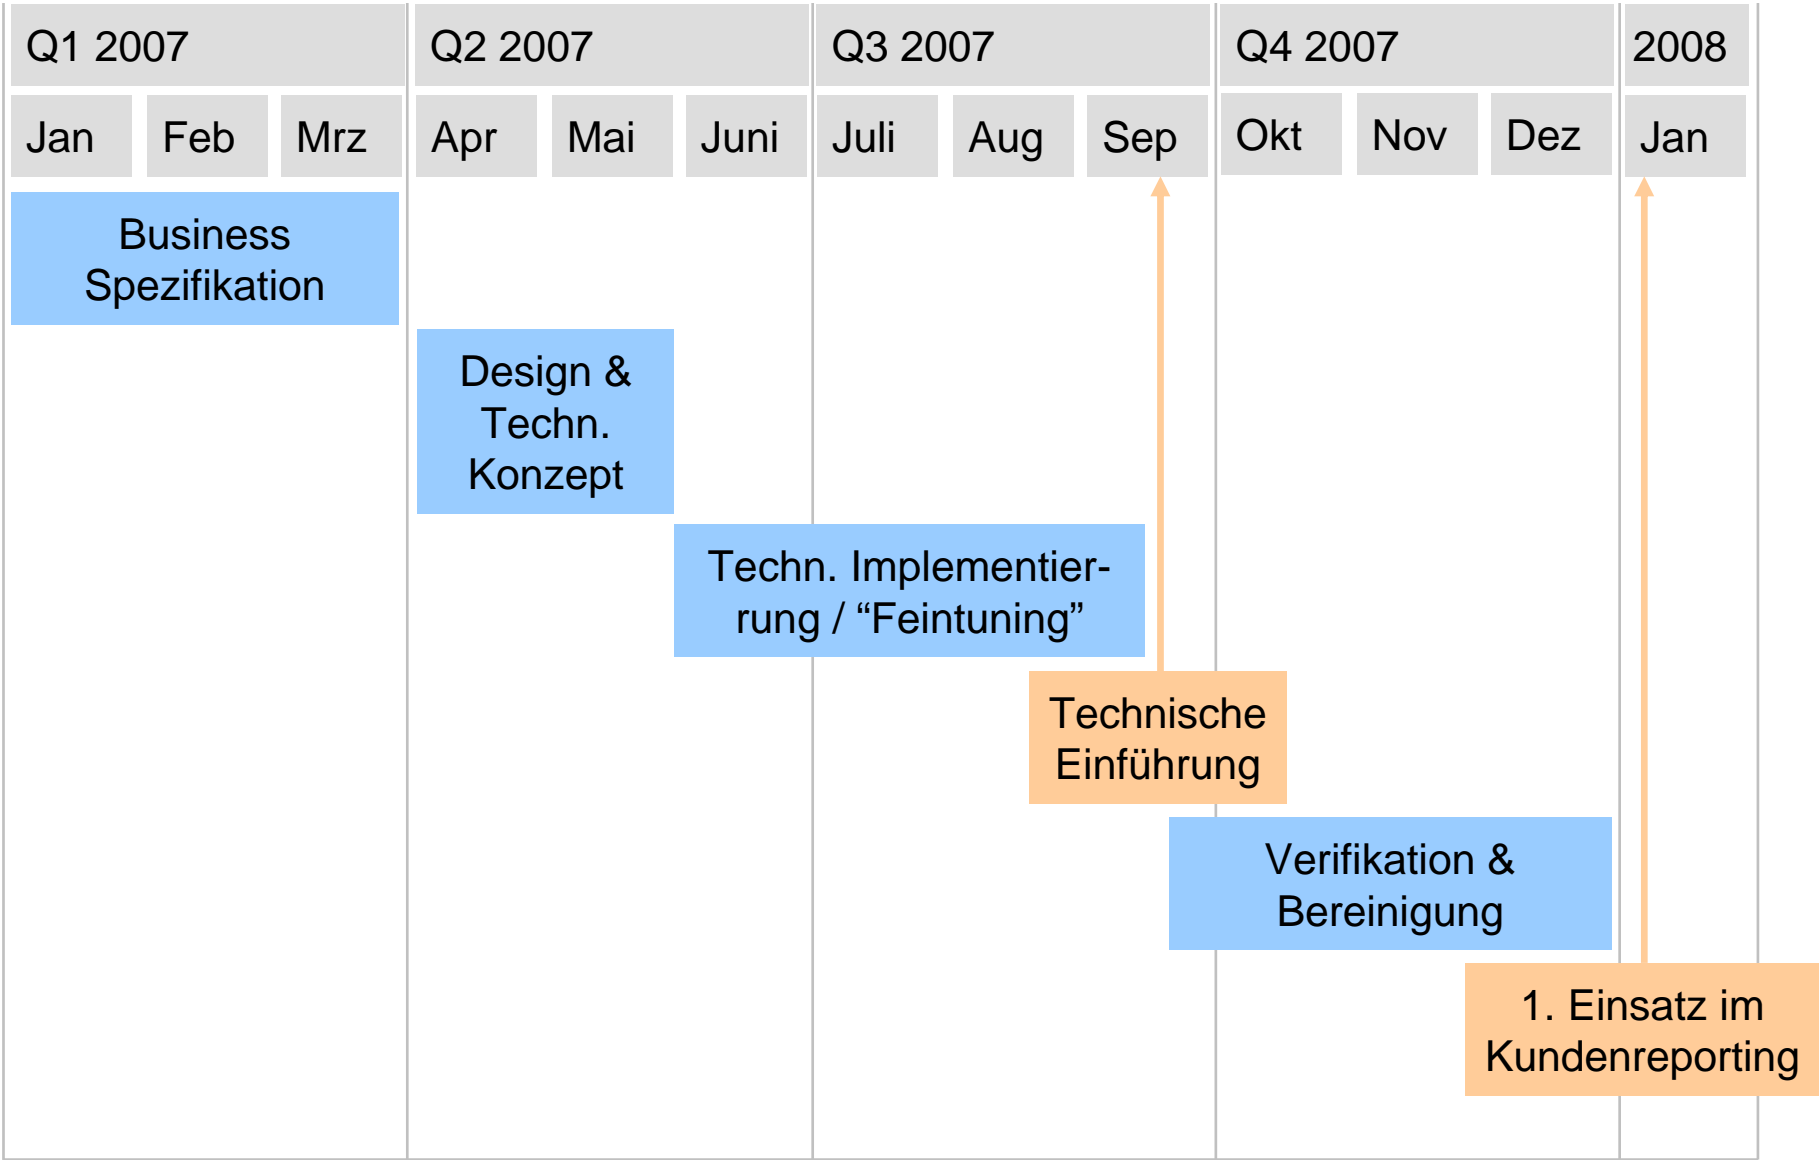 Q1 2007
Q2 2007
Q3 2007
Q4 2007
2008
Jan
Feb
Mrz
Apr
Mai
Juni
Juli
Aug
Sep
Okt
Nov
Dez
Jan
Business
Spezifikation
Design &
Techn.
Konzept
Techn. Implementier-
rung / “Feintuning”
Technische
Einführung
Verifikation &
Bereinigung
1. Einsatz im
Kundenreporting